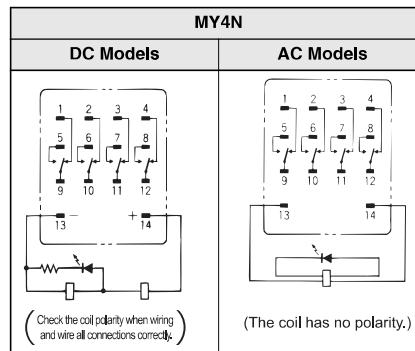 MY4N
DC Models
AC Models
1 2 3 4
5 6 7 8
9 10 11 12
13 − + 14
(Check the coil polarity when wiring
and wire all connections correctly.)
1 2 3 4
5 6 7 8
9 10 11 12
13 14
(The coil has no polarity.)